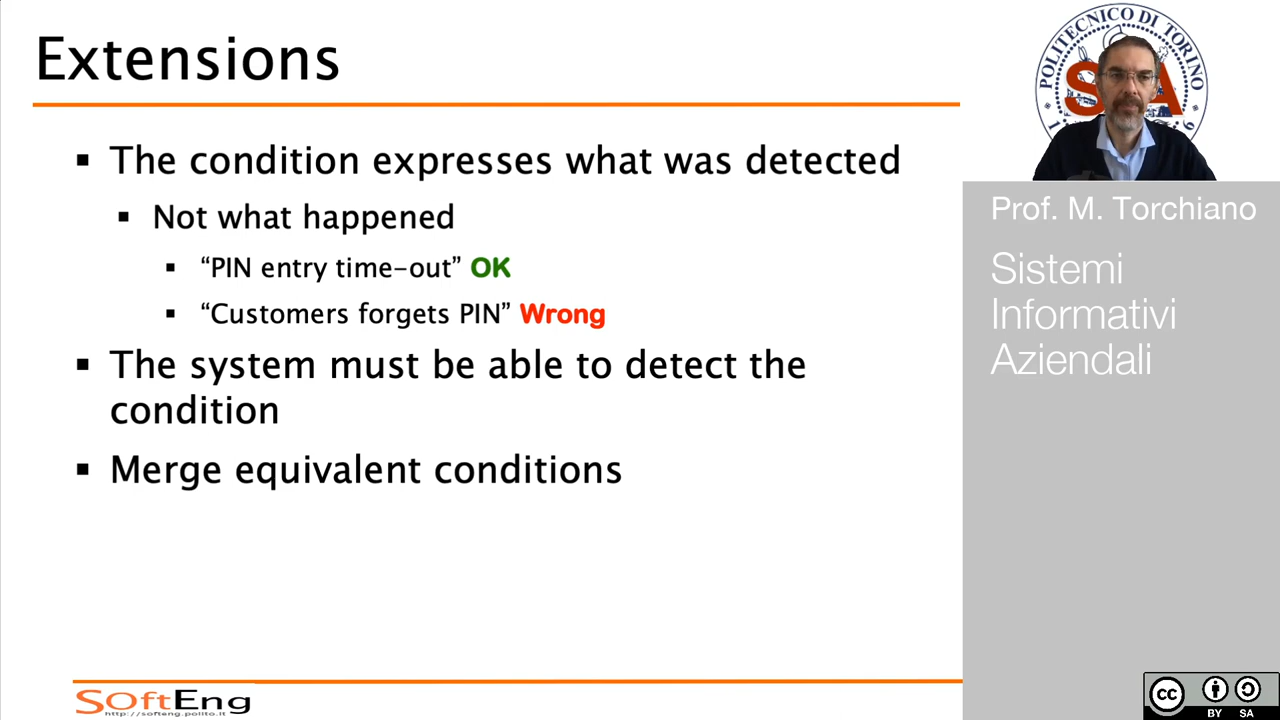 Extensions
The condition expresses what was detected
Not what happened
“PIN entry time-out” OK
“Customers forgets PIN” Wrong
The system must be able to detect the
condition
Merge equivalent conditions
SOftEng
http://softeng.polito.it
POLITECNICO DI TORINO
Prof. M. Torchiano
Sistemi
Informativi
Aziendali
cc
BY SA